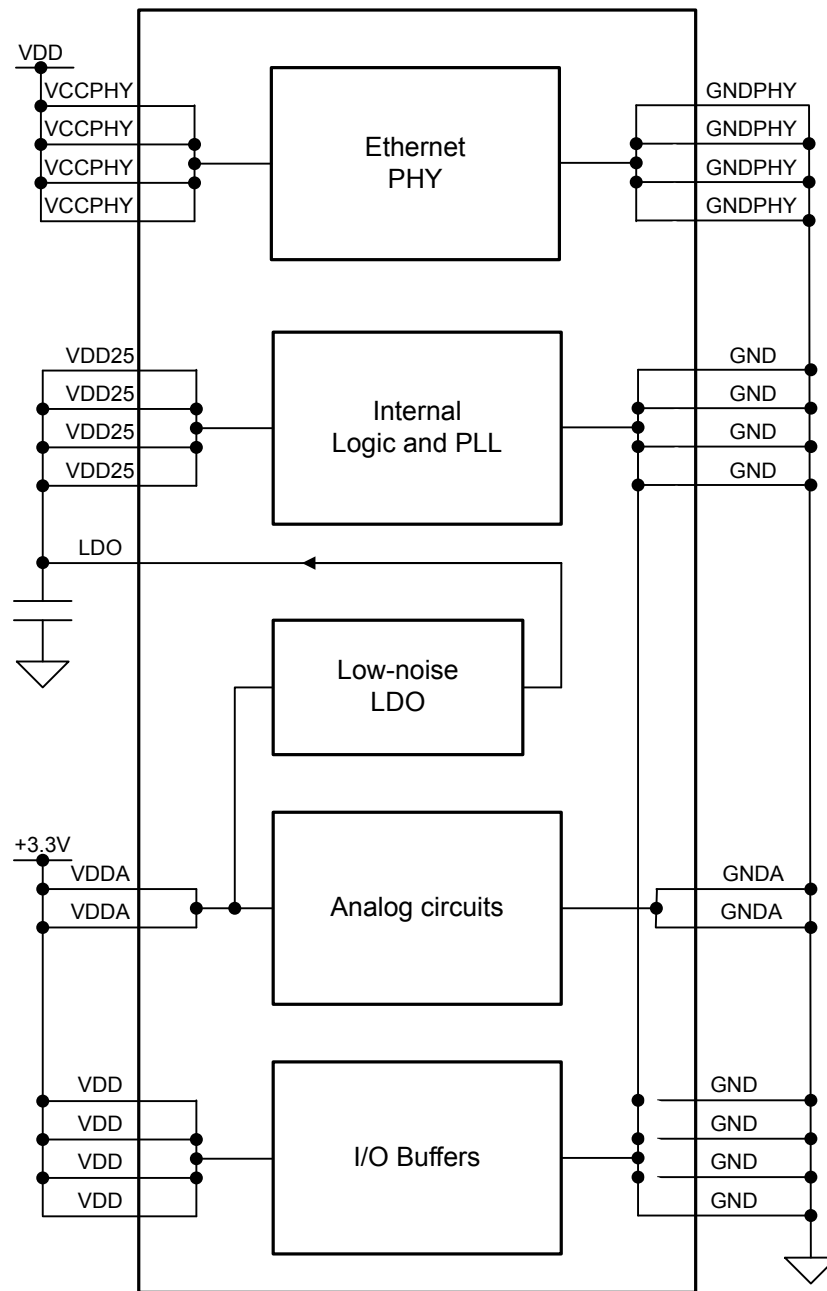 VDD
VCCPHY
VCCPHY
VCCPHY
VCCPHY
Ethernet
PHY
GNDPHY
GNDPHY
GNDPHY
GNDPHY
VDD25
VDD25
VDD25
VDD25
Internal
Logic and PLL
GND
GND
GND
GND
LDO
Low-noise
LDO
+3.3V
VDDA
VDDA
Analog circuits
GNDA
GNDA
VDD
VDD
VDD
VDD
I/O Buffers
GND
GND
GND
GND